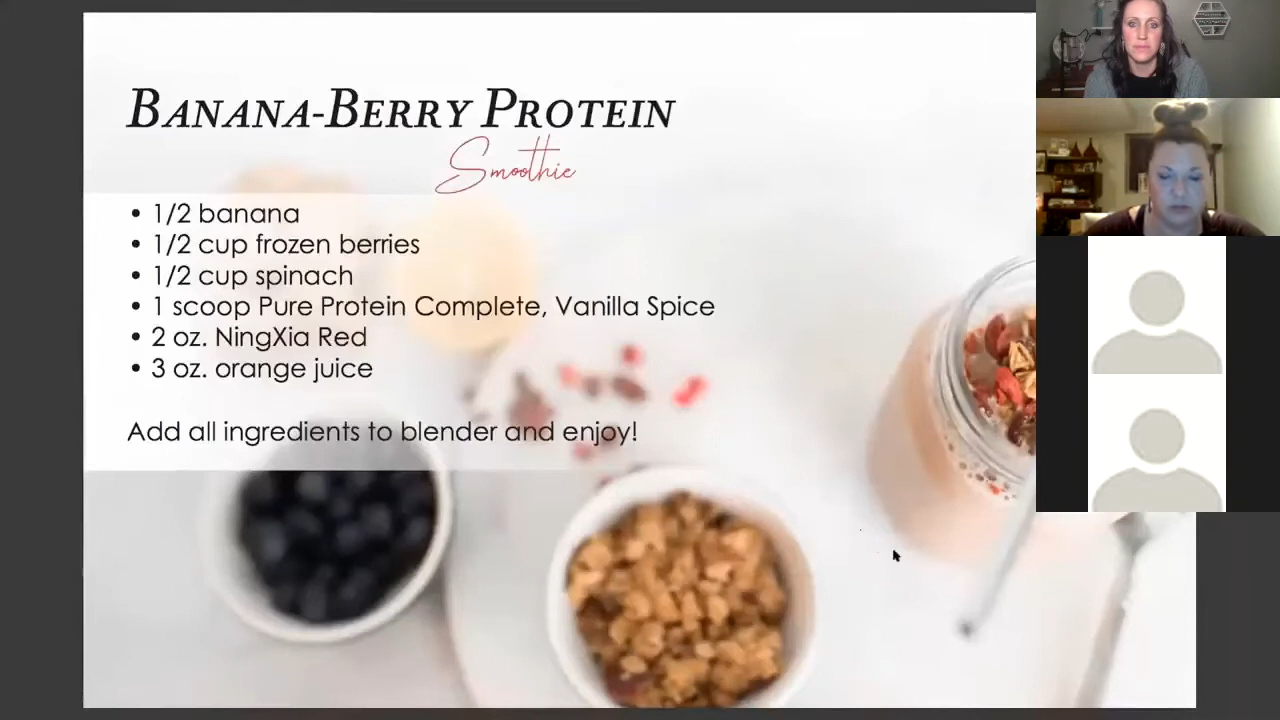 BANANA-BERRY PROTEIN
Smoothie
• 1/2 banana
• 1/2 cup frozen berries
• 1/2 cup spinach
• 1 scoop Pure Protein Complete, Vanilla Spice
• 2 oz. NingXia Red
• 3 oz. orange juice
Add all ingredients to blender and enjoy!